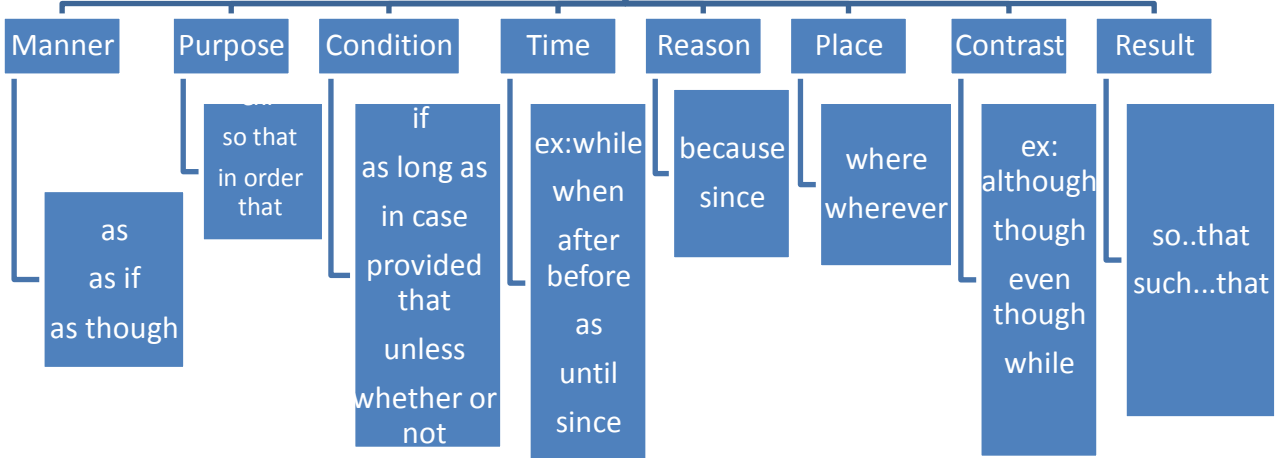 Manner
Purpose
Condition
Time
Reason
Place
Contrast
Result
as
as if
as though
so that
in order
that
if
as long as
in case
provided
that
unless
whether or
not
ex:while
when
after
before
as
until
since
because
since
where
wherever
ex:
although
though
even
though
while
so..that
such...that